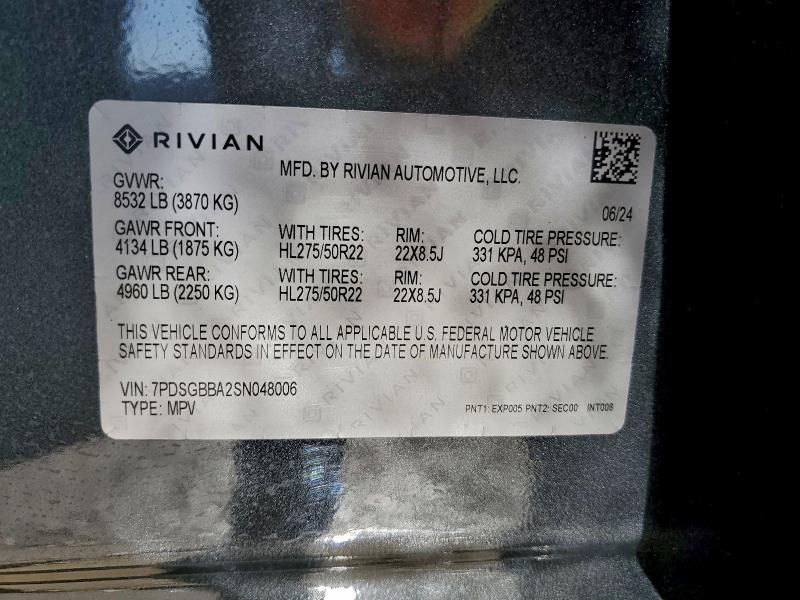 RIVIAN
MFD. BY RIVIAN AUTOMOTIVE, LLC.
GVWR:
8532 LB (3870 KG)
06/24
GAWR FRONT: WITH TIRES: RIM: COLD TIRE PRESSURE:
4134 LB (1875 KG) HL275/50R22 22X8.5J 331 KPA, 48 PSI
GAWR REAR: WITH TIRES: RIM: COLD TIRE PRESSURE:
4960 LB (2250 KG) HL275/50R22 22X8.5J 331 KPA, 48 PSI
THIS VEHICLE CONFORMS TO ALL APPLICABLE U.S. FEDERAL MOTOR VEHICLE
SAFETY STANDARDS IN EFFECT ON THE DATE OF MANUFACTURE SHOWN ABOVE.
VIN: 7PDSGBBA2SN048006
TYPE: MPV
PNT1: EXP005 PNT2: SEC00 INT008